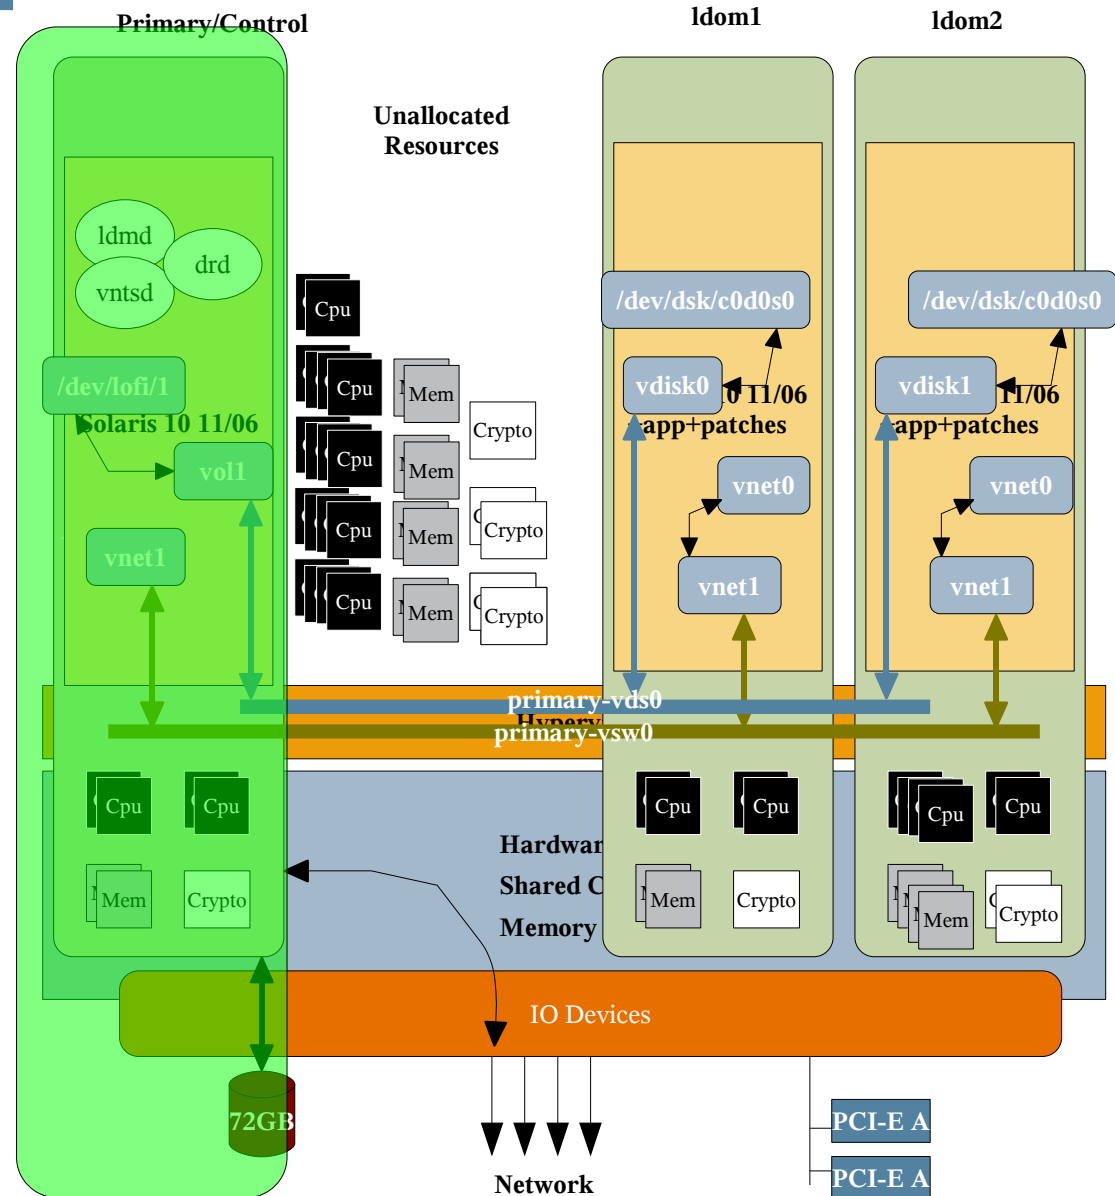 Primary/Control
ldom1
ldom2
Unallocated
Resources
ldmd
drd
vntsd
/dev/lofi/1
Solaris 10 11/06
vol1
vnet1
Cpu
Cpu
Mem
Crypto
Cpu
Mem
Cpu
Mem
Crypto
Cpu
Mem
Crypto
/dev/dsk/c0d0s0
vdisk0
10 11/06
+app+patches
vnet0
vnet1
/dev/dsk/c0d0s0
vdisk1
11/06
+app+patches
vnet0
vnet1
primary-vds0
Hyperv
primary-vsw0
Cpu
Cpu
Mem
Crypto
Hardwar
Shared C
Memory
Cpu
Cpu
Mem
Crypto
Cpu
Cpu
Mem
Crypto
IO Devices
72GB
Network
PCI-E A
PCI-E A